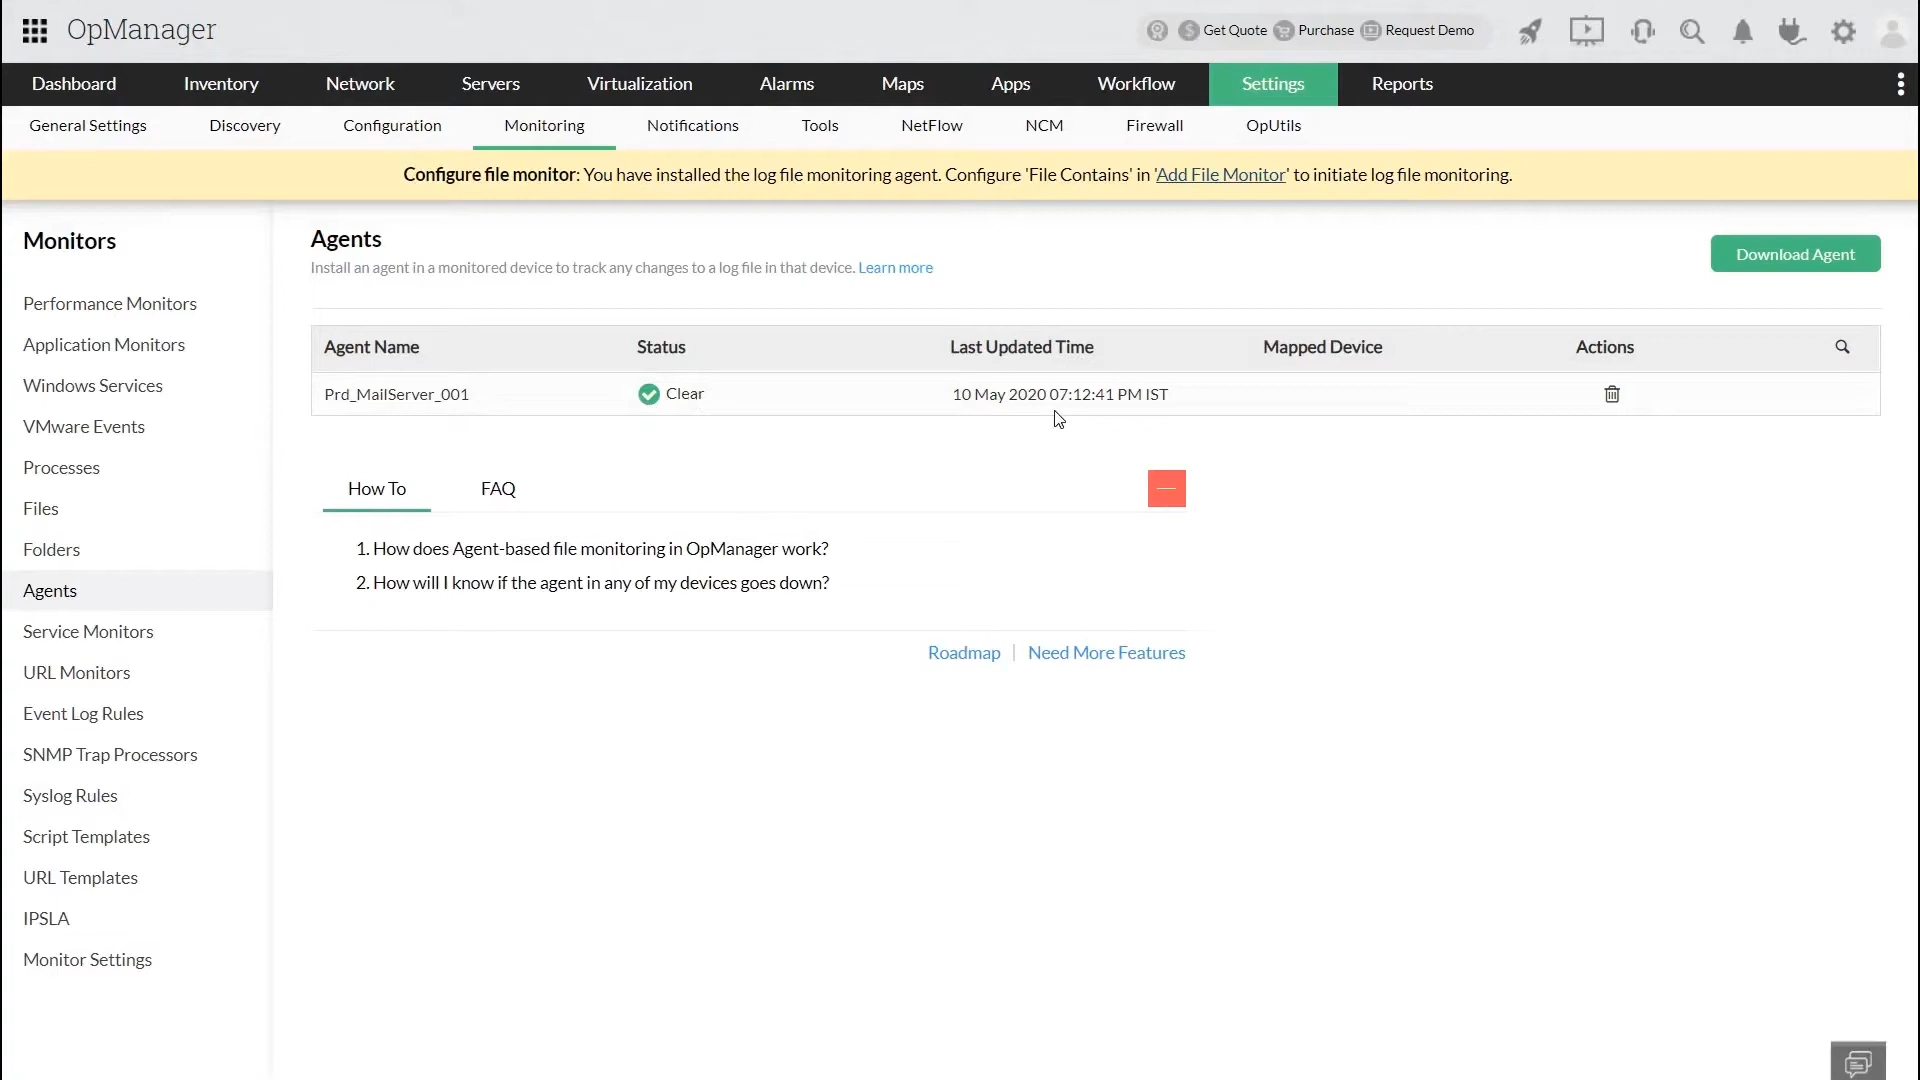 OpManager
Get Quote Purchase Request Demo
Dashboard Inventory Network Servers Virtualization Alarms Maps Apps Workflow Settings Reports
General Settings Discovery Configuration Monitoring Notifications Tools NetFlow NCM Firewall OpUtils
Configure file monitor: You have installed the log file monitoring agent. Configure 'File Contains' in 'Add File Monitor' to initiate log file monitoring.
Monitors
Performance Monitors
Application Monitors
Windows Services
VMware Events
Processes
Files
Folders
Agents
Service Monitors
URL Monitors
Event Log Rules
SNMP Trap Processors
Syslog Rules
Script Templates
URL Templates
IPSLA
Monitor Settings
Agents
Install an agent in a monitored device to track any changes to a log file in that device. Learn more
Download Agent
Agent Name Status Last Updated Time Mapped Device Actions
Prd_MailServer_001 Clear 10 May 2020 07:12:41 PM IST
How To FAQ
1. How does Agent-based file monitoring in OpManager work?
2. How will I know if the agent in any of my devices goes down?
Roadmap | Need More Features